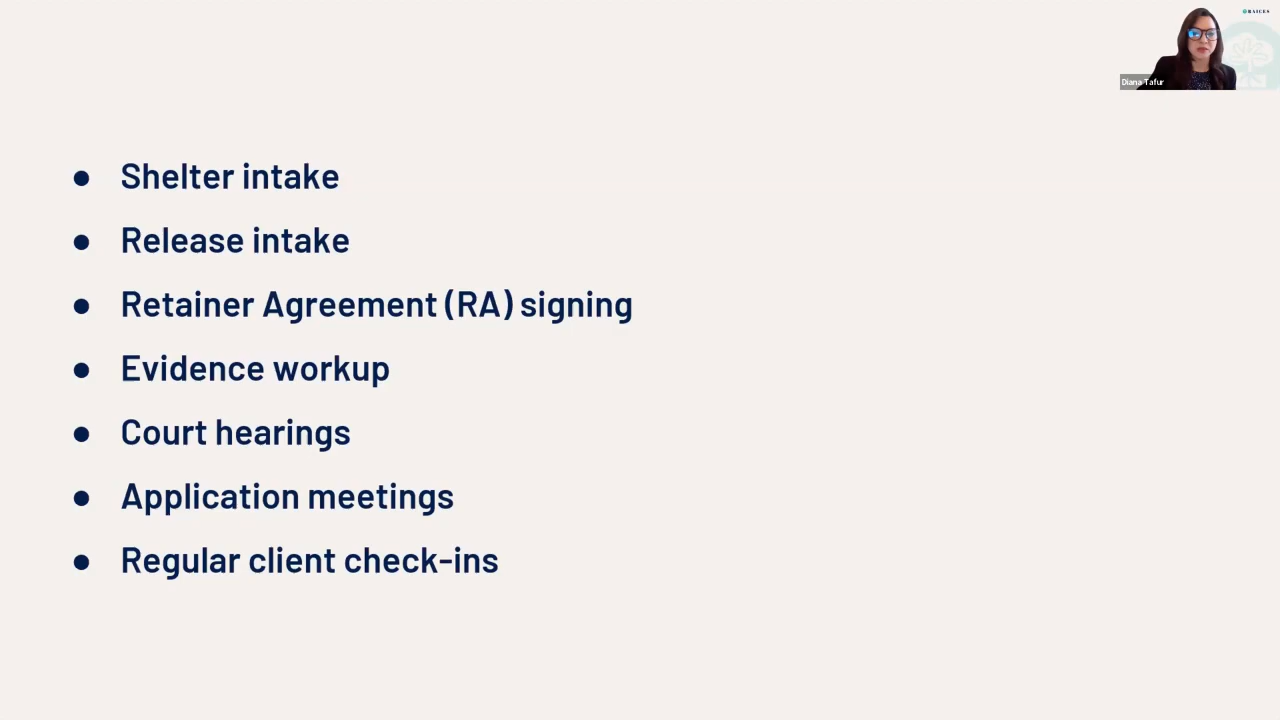 RAICES
Diana Tafur
● Shelter intake
● Release intake
● Retainer Agreement (RA) signing
● Evidence workup
● Court hearings
● Application meetings
● Regular client check-ins